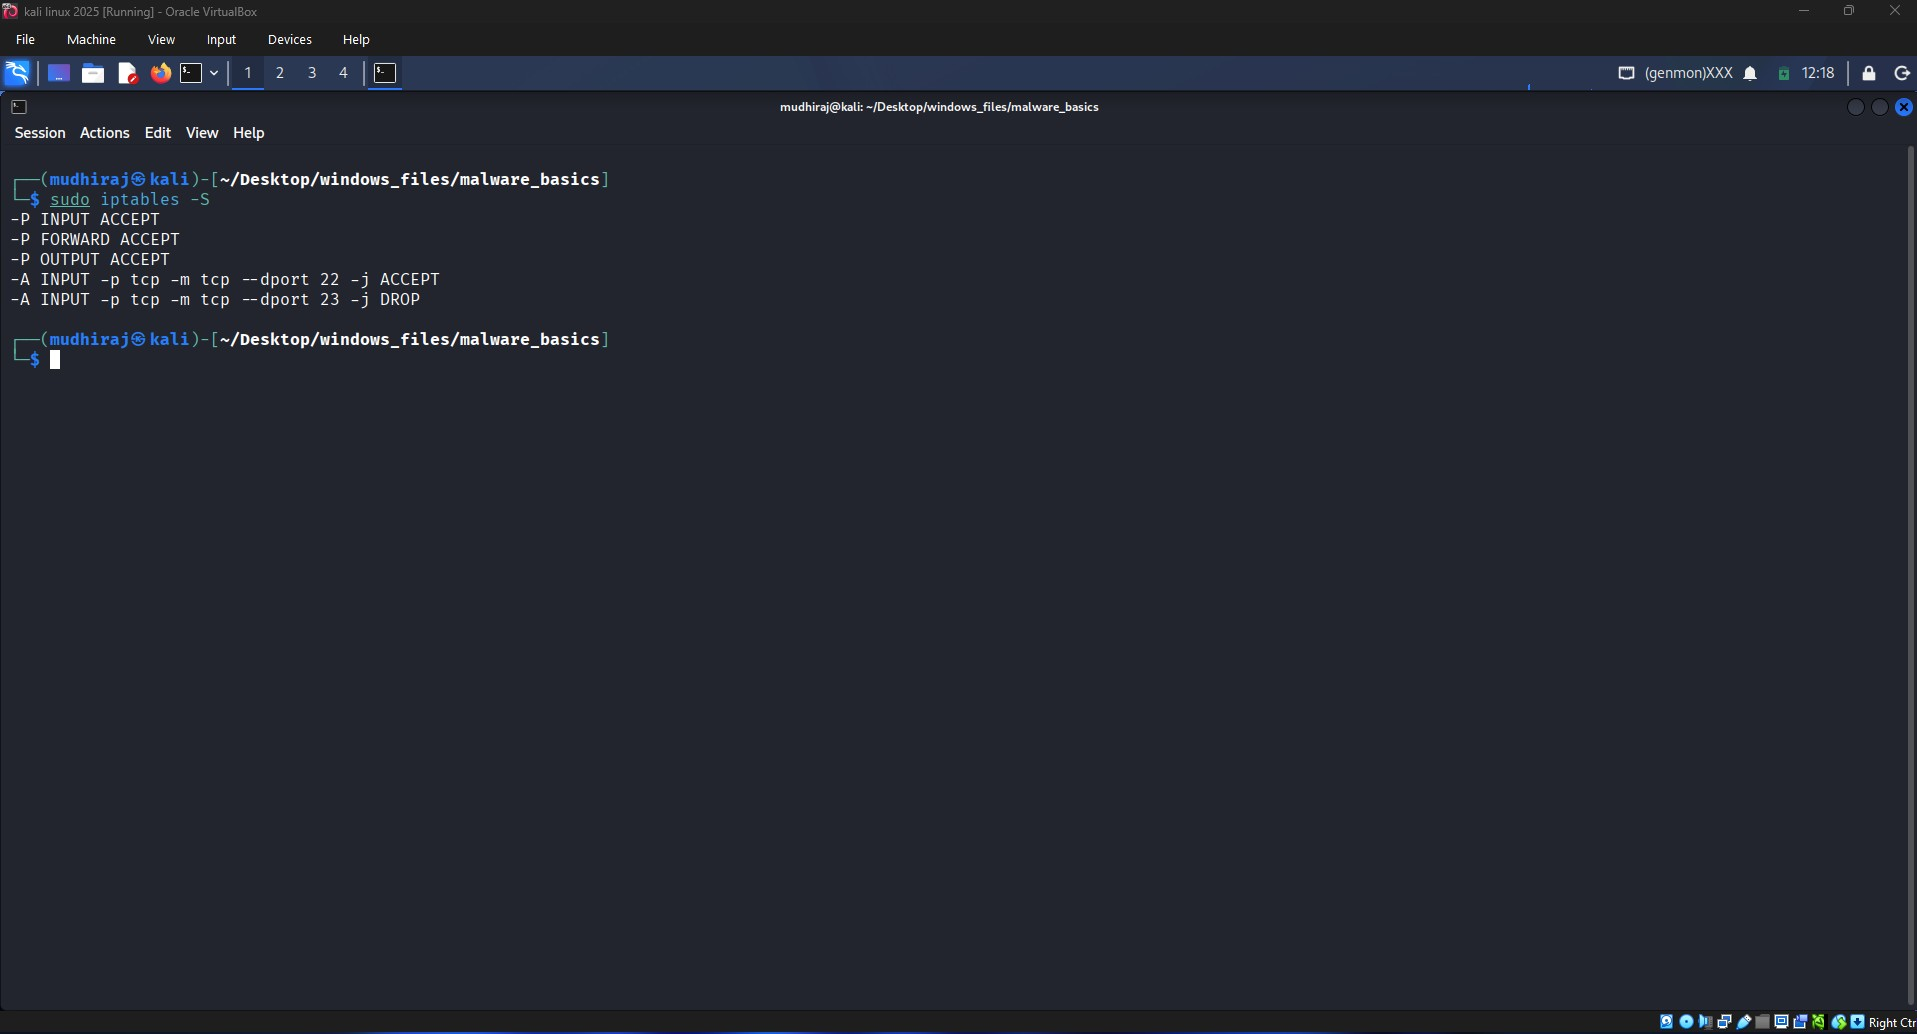 kali linux 2025 [Running] - Oracle VirtualBox
File Machine View Input Devices Help
1 2 3 4 (genmon)XXX 12:18
mudhiraj@kali: ~/Desktop/windows_files/malware_basics
Session Actions Edit View Help
┌──(mudhiraj㉿kali)-[~/Desktop/windows_files/malware_basics]
└─$ sudo iptables -S
-P INPUT ACCEPT
-P FORWARD ACCEPT
-P OUTPUT ACCEPT
-A INPUT -p tcp -m tcp --dport 22 -j ACCEPT
-A INPUT -p tcp -m tcp --dport 23 -j DROP
┌──(mudhiraj㉿kali)-[~/Desktop/windows_files/malware_basics]
└─$
Right Ctr